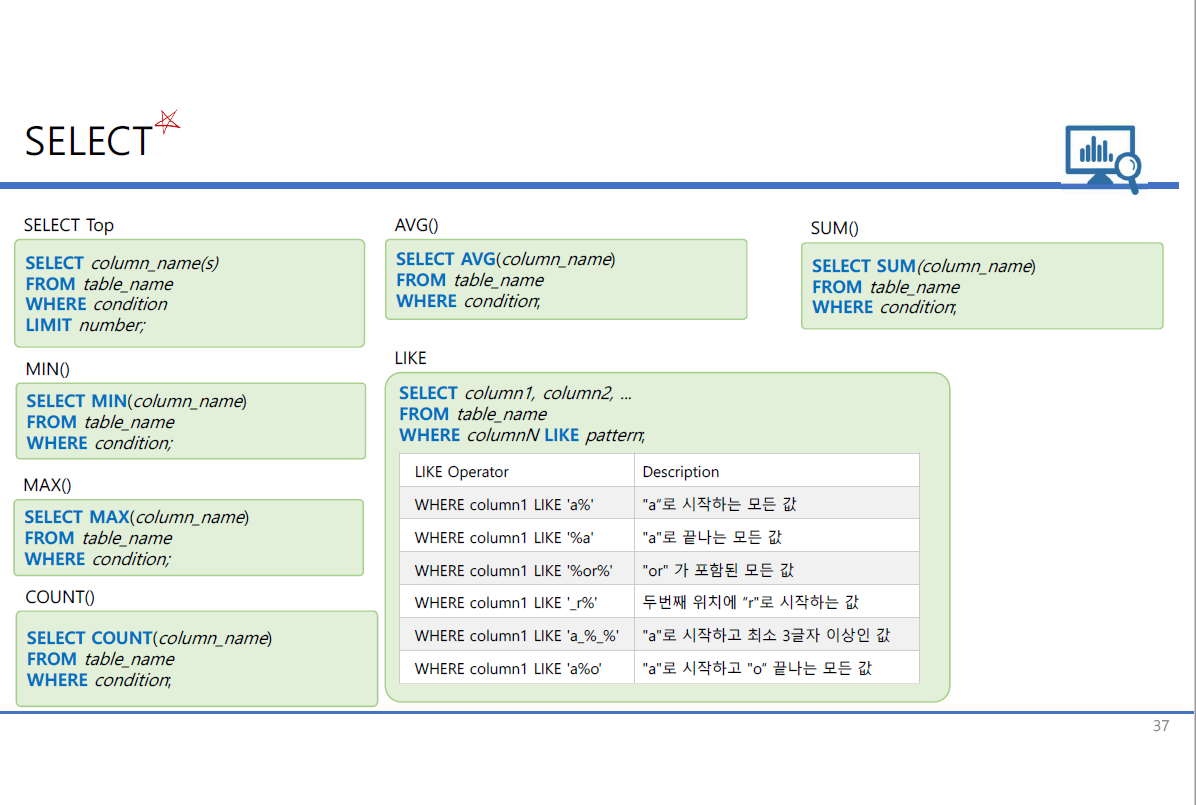 SELECT
SELECT Top
SELECT column_name(s)
FROM table_name
WHERE condition
LIMIT number;
MIN()
SELECT MIN(column_name)
FROM table_name
WHERE condition;
MAX()
SELECT MAX(column_name)
FROM table_name
WHERE condition;
COUNT()
SELECT COUNT(column_name)
FROM table_name
WHERE condition;
AVG()
SELECT AVG(column_name)
FROM table_name
WHERE condition;
LIKE
SELECT column1, column2, ...
FROM table_name
WHERE columnN LIKE pattern;
LIKE Operator Description
WHERE column1 LIKE 'a%' "a"로 시작하는 모든 값
WHERE column1 LIKE '%a' "a"로 끝나는 모든 값
WHERE column1 LIKE '%or%' "or" 가 포함된 모든 값
WHERE column1 LIKE '_r%' 두번째 위치에 "r"로 시작하는 값
WHERE column1 LIKE 'a_%_%' "a"로 시작하고 최소 3글자 이상인 값
WHERE column1 LIKE 'a%o' "a"로 시작하고 "o" 끝나는 모든 값
SUM()
SELECT SUM(column_name)
FROM table_name
WHERE condition;
37